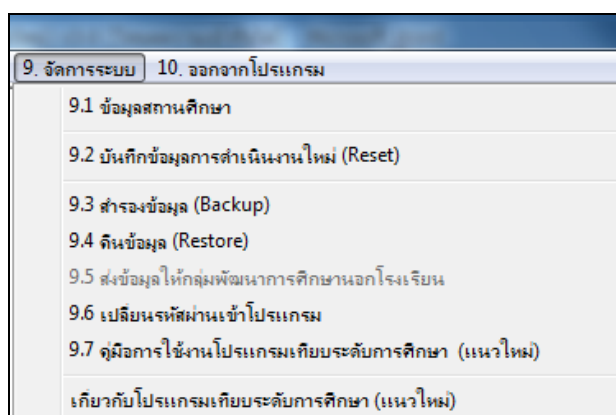 9. จัดการระบบ 10. ออกจากโปรแกรม
9.1 ข้อมูลสถานศึกษา
9.2 บันทึกข้อมูลการดำเนินงานใหม่ (Reset)
9.3 สำรองข้อมูล (Backup)
9.4 คืนข้อมูล (Restore)
9.5 ส่งข้อมูลให้กลุ่มพัฒนาการศึกษานอกโรงเรียน
9.6 เปลี่ยนรหัสผ่านเข้าโปรแกรม
9.7 คู่มือการใช้งานโปรแกรมเทียบระดับการศึกษา (แนวใหม่)
เกี่ยวกับโปรแกรมเทียบระดับการศึกษา (แนวใหม่)